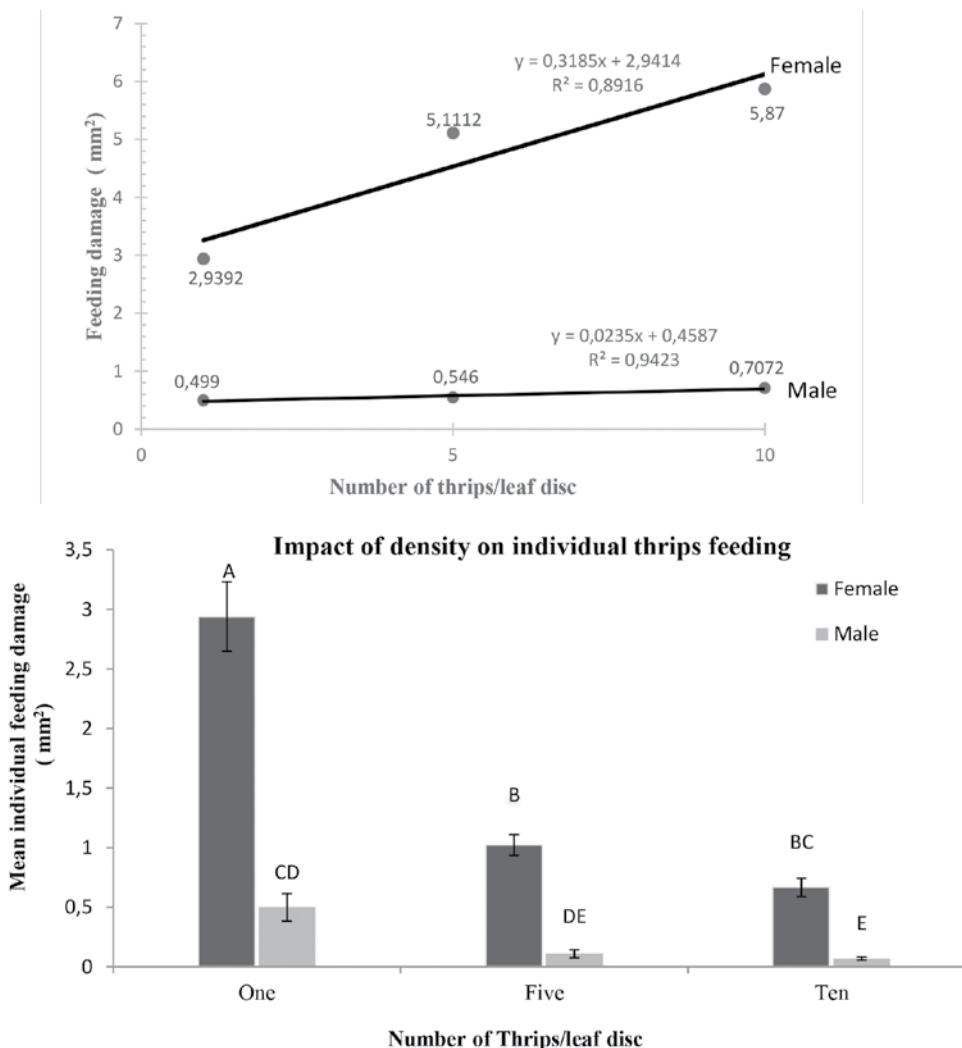 7
y = 0,3185x + 2,9414
R² = 0,8916
Female
6
5,1112
5,87
5
Feeding damage ( mm²)
4
3
2,9392
2
y = 0,0235x + 0,4587
R² = 0,9423
1
0,499
0,546
0,7072
Male
0
0
5
10
Number of thrips/leaf disc
3,5
Impact of density on individual thrips feeding
A
Female
Male
3
2,5
Mean individual feeding damage
( mm²)
2
1,5
B
1
BC
CD
0,5
DE
E
0
One
Five
Ten
Number of Thrips/leaf disc